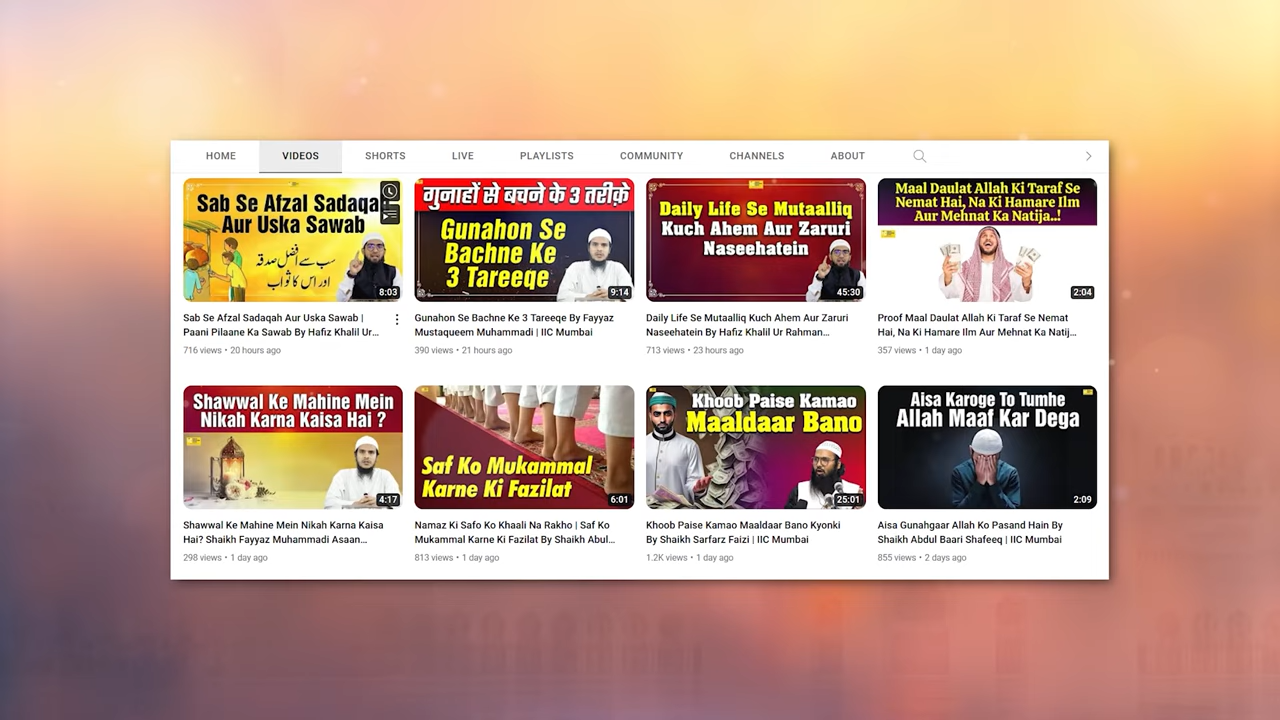 HOME
VIDEOS
SHORTS
LIVE
PLAYLISTS
COMMUNITY
CHANNELS
ABOUT
Sab Se Afzal Sadaqa
Aur Uska Sawab
سب سے افضل صدقہ
اور اس کا ثواب
8:03
Sab Se Afzal Sadaqah Aur Uska Sawab |
Paani Pilaane Ka Sawab By Hafiz Khalil Ur...
716 views • 20 hours ago
गुनाहों से बचने के 3 तरीक़े
Gunahon Se
Bachne Ke
3 Tareeqe
9:14
Gunahon Se Bachne Ke 3 Tareeqe By Fayyaz
Mustaqueem Muhammadi | IIC Mumbai
390 views • 21 hours ago
Daily Life Se Mutaalliq
Kuch Ahem Aur Zaruri
Naseehatein
45:30
Daily Life Se Mutaalliq Kuch Ahem Aur Zaruri
Naseehatein By Hafiz Khalil Ur Rahman...
713 views • 23 hours ago
Maal Daulat Allah Ki Taraf Se
Nemat Hai, Na Ki Hamare Ilm
Aur Mehnat Ka Natija..!
2:04
Proof Maal Daulat Allah Ki Taraf Se Nemat
Hai, Na Ki Hamare Ilm Aur Mehnat Ka Natij...
357 views • 1 day ago
Shawwal Ke Mahine Mein
Nikah Karna Kaisa Hai ?
4:17
Shawwal Ke Mahine Mein Nikah Karna Kaisa
Hai? Shaikh Fayyaz Muhammadi Asaan...
298 views • 1 day ago
Saf Ko Mukammal
Karne Ki Fazilat
6:01
Namaz Ki Safo Ko Khaali Na Rakho | Saf Ko
Mukammal Karne Ki Fazilat By Shaikh Abul...
813 views • 1 day ago
Khoob Paise Kamao
Maaldaar Bano
25:01
Khoob Paise Kamao Maaldaar Bano Kyonki
By Shaikh Sarfarz Faizi | IIC Mumbai
1.2K views • 1 day ago
Aisa Karoge To Tumhe
Allah Maaf Kar Dega
2:09
Aisa Gunahgaar Allah Ko Pasand Hain By
Shaikh Abdul Baari Shafeeq | IIC Mumbai
855 views • 2 days ago